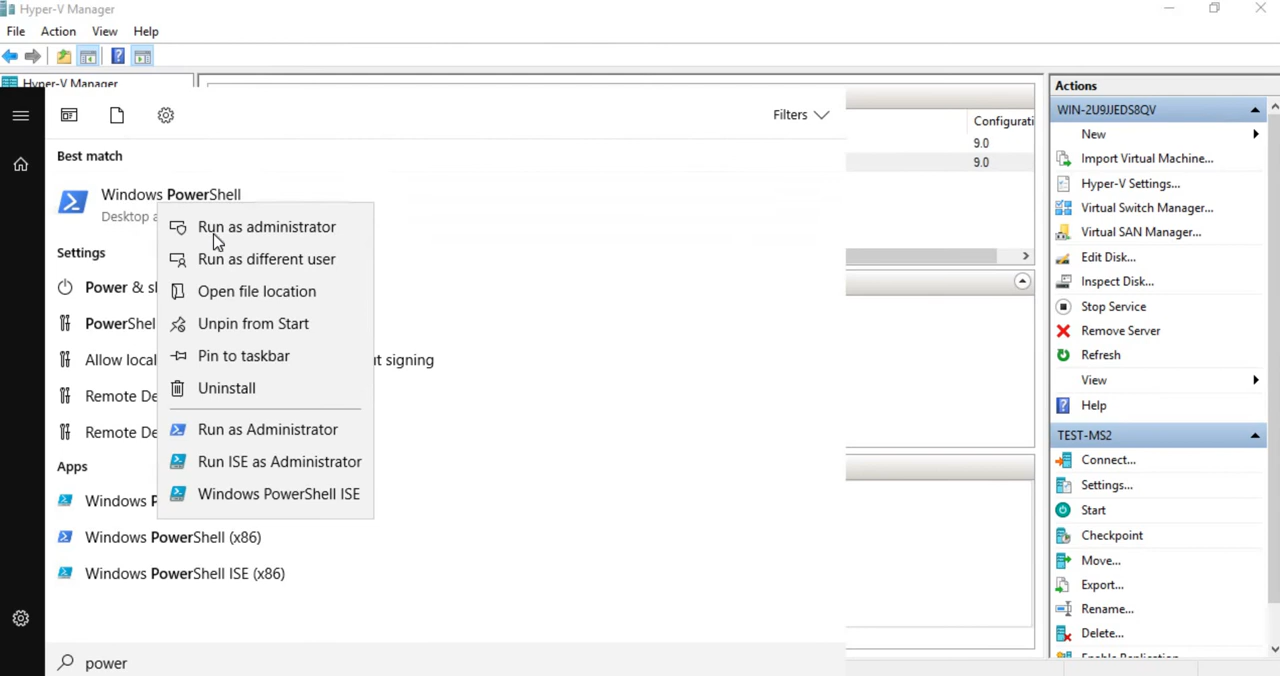 Hyper-V Manager
File Action View Help
Hyper-V Manager
Filters
Best match
Windows PowerShell
Desktop a
Run as administrator
Run as different user
Open file location
Unpin from Start
Pin to taskbar
Uninstall
Run as Administrator
Run ISE as Administrator
Windows PowerShell ISE
Settings
Power & sl
PowerShel
Allow local
t signing
Remote De
Remote De
Apps
Windows P
Windows PowerShell (x86)
Windows PowerShell ISE (x86)
power
Configurati
9.0
9.0
Actions
WIN-2U9JJEDS8QV
New
Import Virtual Machine...
Hyper-V Settings...
Virtual Switch Manager...
Virtual SAN Manager...
Edit Disk...
Inspect Disk...
Stop Service
Remove Server
Refresh
View
Help
TEST-MS2
Connect...
Settings...
Start
Checkpoint
Move...
Export...
Rename...
Delete...
Enable Replication...